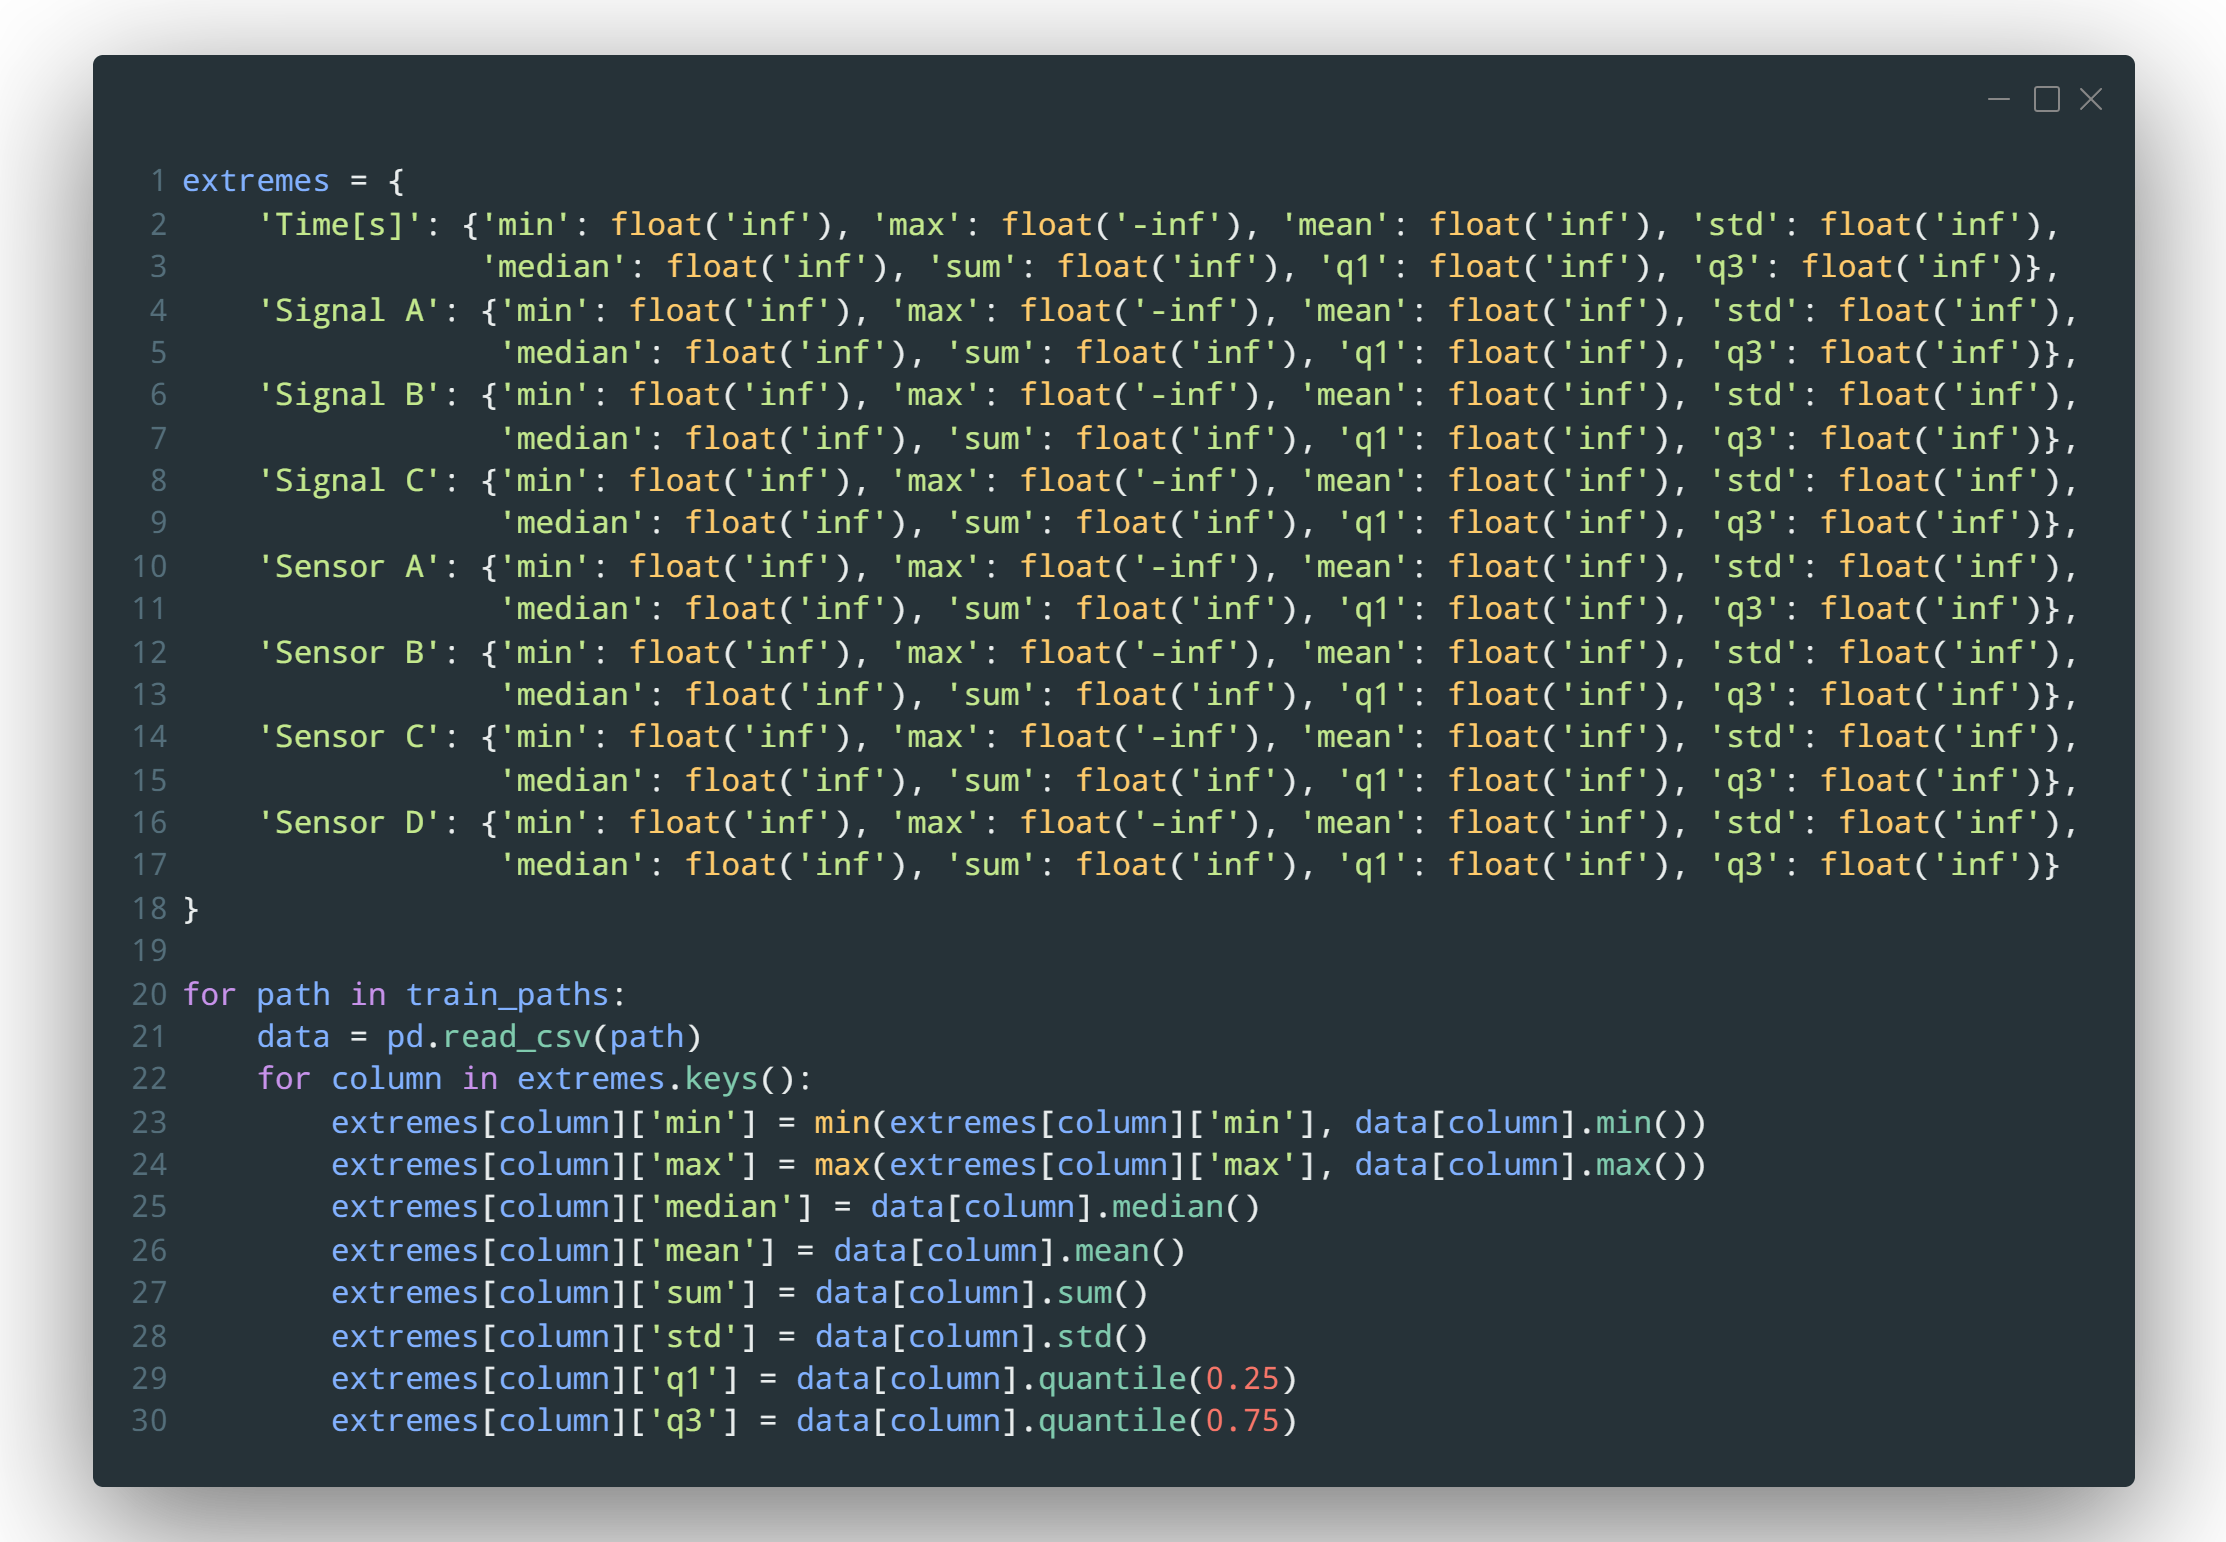 1 extremes = {
2     'Time[s]': {'min': float('inf'), 'max': float('-inf'), 'mean': float('inf'), 'std': float('inf'),
3                 'median': float('inf'), 'sum': float('inf'), 'q1': float('inf'), 'q3': float('inf')},
4     'Signal A': {'min': float('inf'), 'max': float('-inf'), 'mean': float('inf'), 'std': float('inf'),
5                  'median': float('inf'), 'sum': float('inf'), 'q1': float('inf'), 'q3': float('inf')},
6     'Signal B': {'min': float('inf'), 'max': float('-inf'), 'mean': float('inf'), 'std': float('inf'),
7                  'median': float('inf'), 'sum': float('inf'), 'q1': float('inf'), 'q3': float('inf')},
8     'Signal C': {'min': float('inf'), 'max': float('-inf'), 'mean': float('inf'), 'std': float('inf'),
9                  'median': float('inf'), 'sum': float('inf'), 'q1': float('inf'), 'q3': float('inf')},
10     'Sensor A': {'min': float('inf'), 'max': float('-inf'), 'mean': float('inf'), 'std': float('inf'),
11                  'median': float('inf'), 'sum': float('inf'), 'q1': float('inf'), 'q3': float('inf')},
12     'Sensor B': {'min': float('inf'), 'max': float('-inf'), 'mean': float('inf'), 'std': float('inf'),
13                  'median': float('inf'), 'sum': float('inf'), 'q1': float('inf'), 'q3': float('inf')},
14     'Sensor C': {'min': float('inf'), 'max': float('-inf'), 'mean': float('inf'), 'std': float('inf'),
15                  'median': float('inf'), 'sum': float('inf'), 'q1': float('inf'), 'q3': float('inf')},
16     'Sensor D': {'min': float('inf'), 'max': float('-inf'), 'mean': float('inf'), 'std': float('inf'),
17                  'median': float('inf'), 'sum': float('inf'), 'q1': float('inf'), 'q3': float('inf')}
18 }
19
20 for path in train_paths:
21     data = pd.read_csv(path)
22     for column in extremes.keys():
23         extremes[column]['min'] = min(extremes[column]['min'], data[column].min())
24         extremes[column]['max'] = max(extremes[column]['max'], data[column].max())
25         extremes[column]['median'] = data[column].median()
26         extremes[column]['mean'] = data[column].mean()
27         extremes[column]['sum'] = data[column].sum()
28         extremes[column]['std'] = data[column].std()
29         extremes[column]['q1'] = data[column].quantile(0.25)
30         extremes[column]['q3'] = data[column].quantile(0.75)